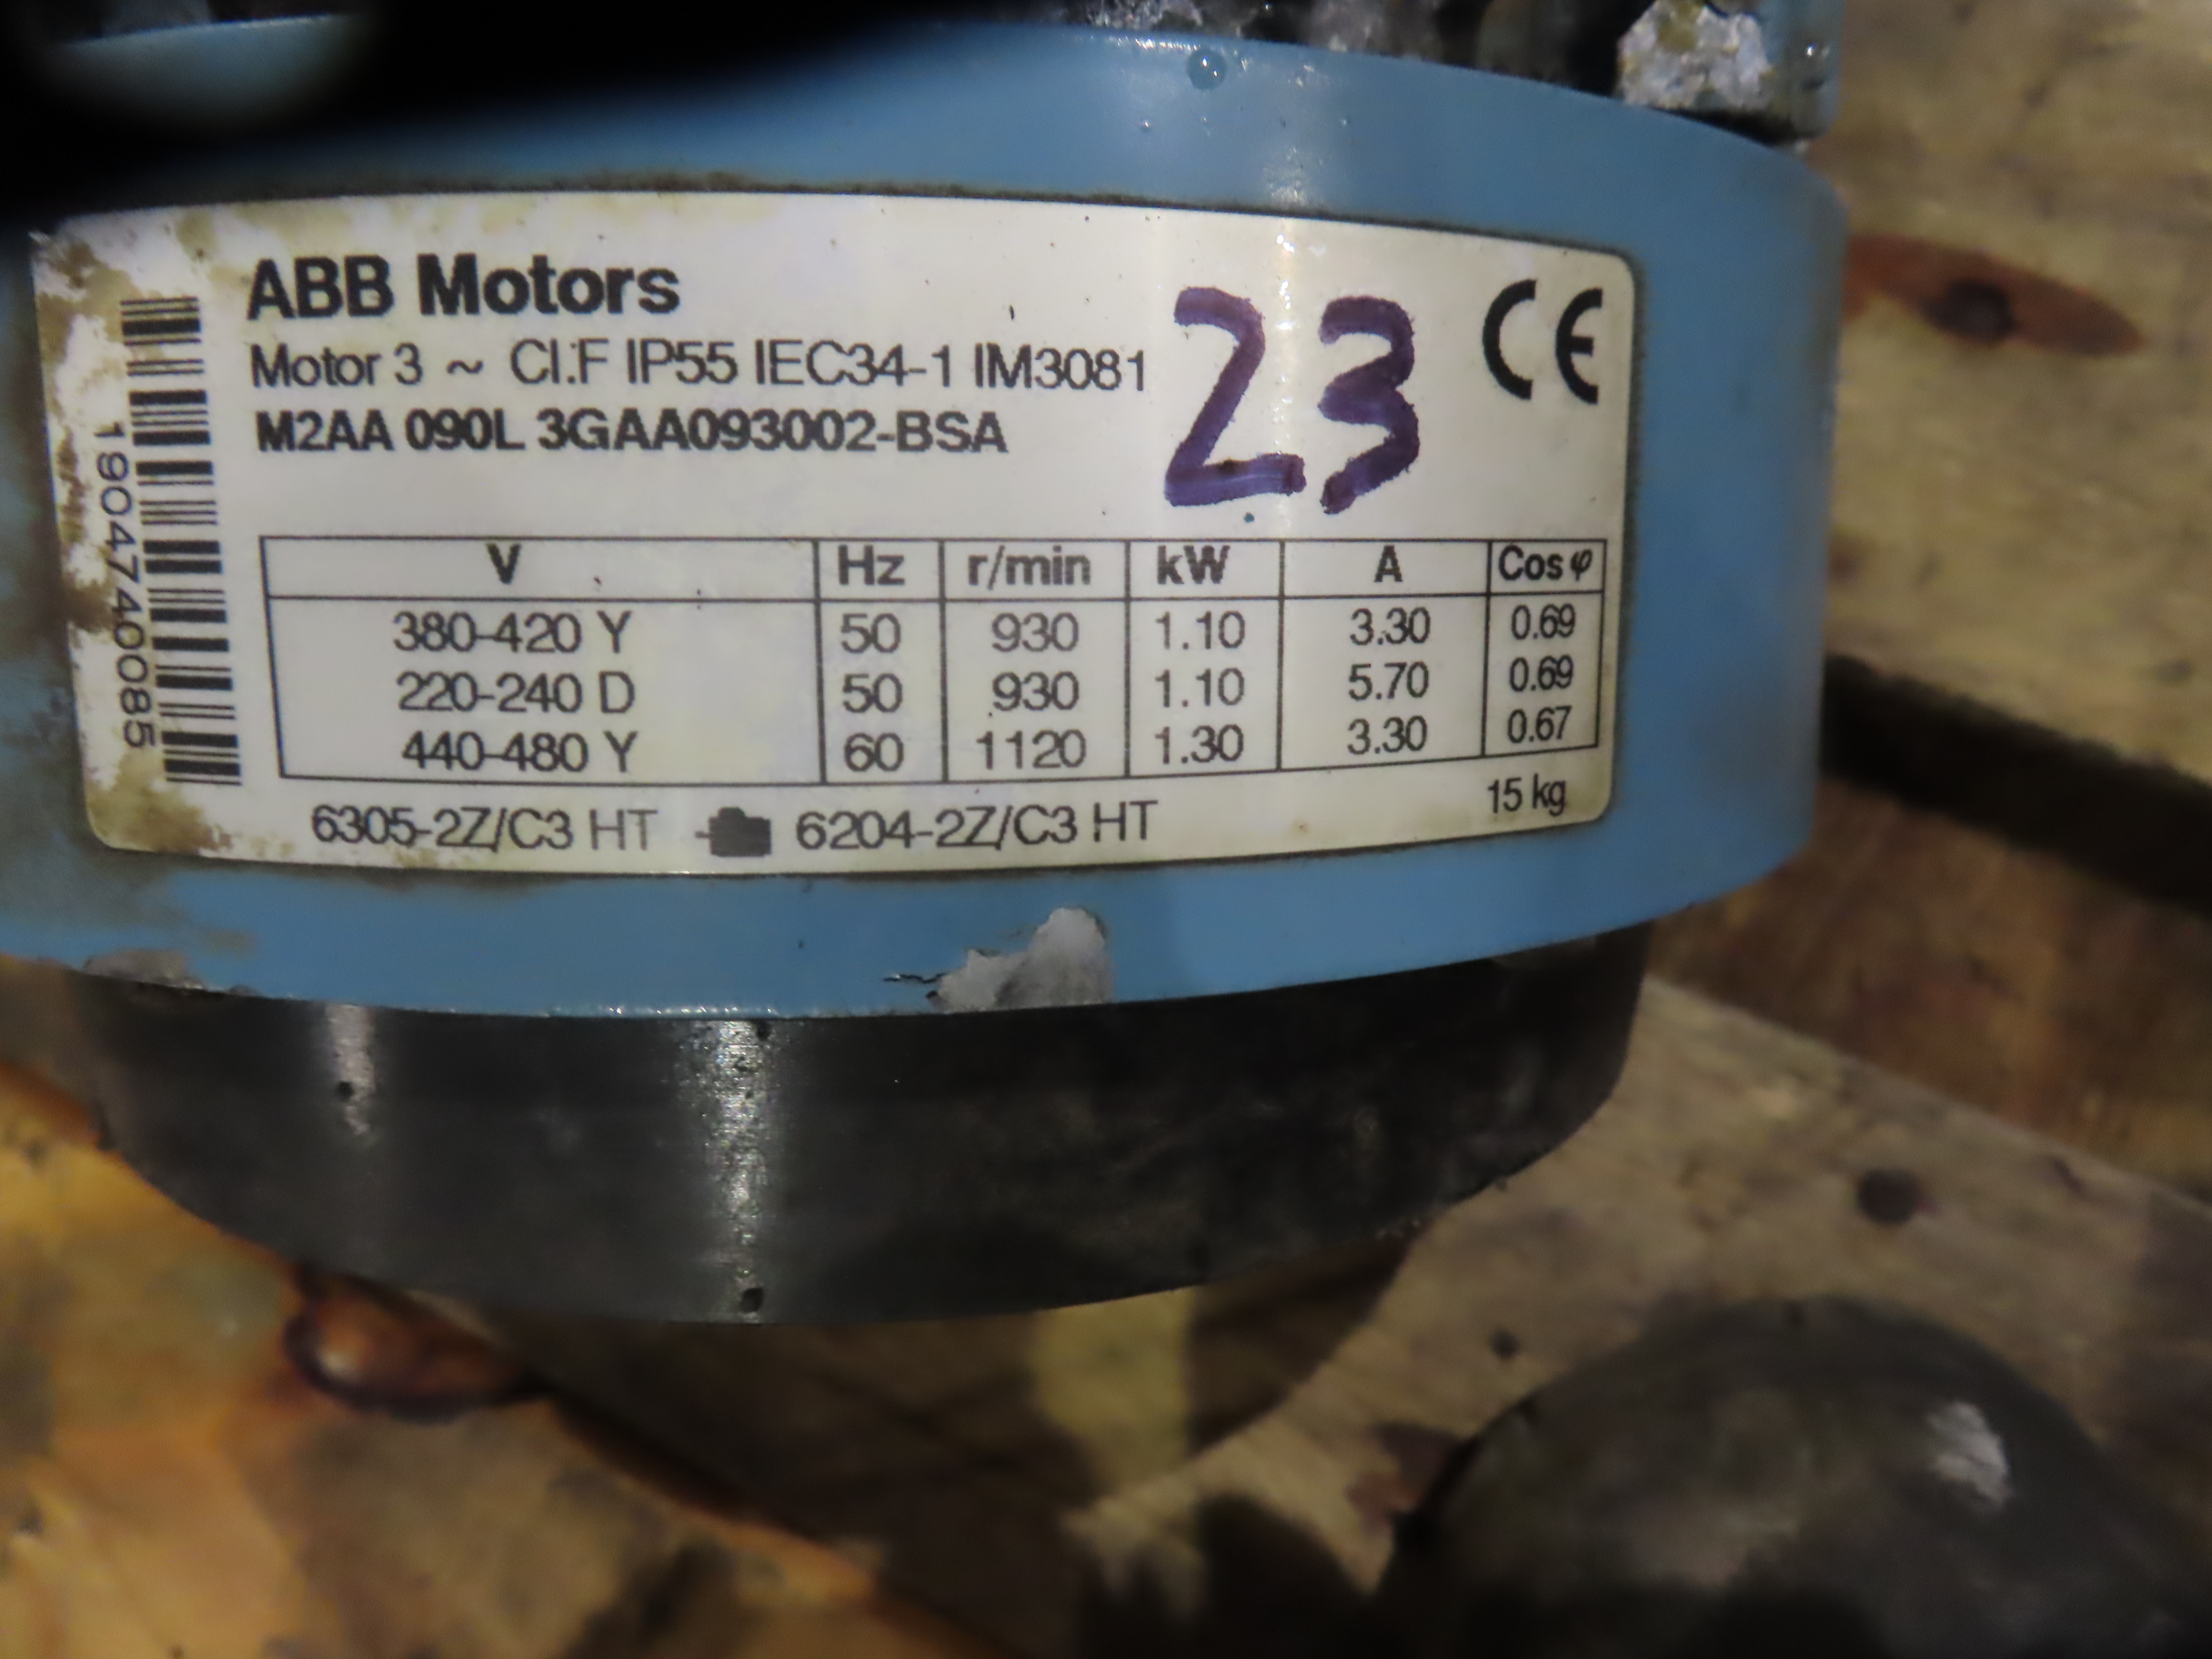 ABB Motors
23
CE
Motor 3 ~ Cl.F IP55 IEC34-1 IM3081
M2AA 090L 3GAA093002-BSA
1904740085
V Hz r/min kW A Cos φ
380-420 Y 50 930 1.10 3.30 0.69
220-240 D 50 930 1.10 5.70 0.69
440-480 Y 60 1120 1.30 3.30 0.67
6305-2Z/C3 HT 6204-2Z/C3 HT 15 kg